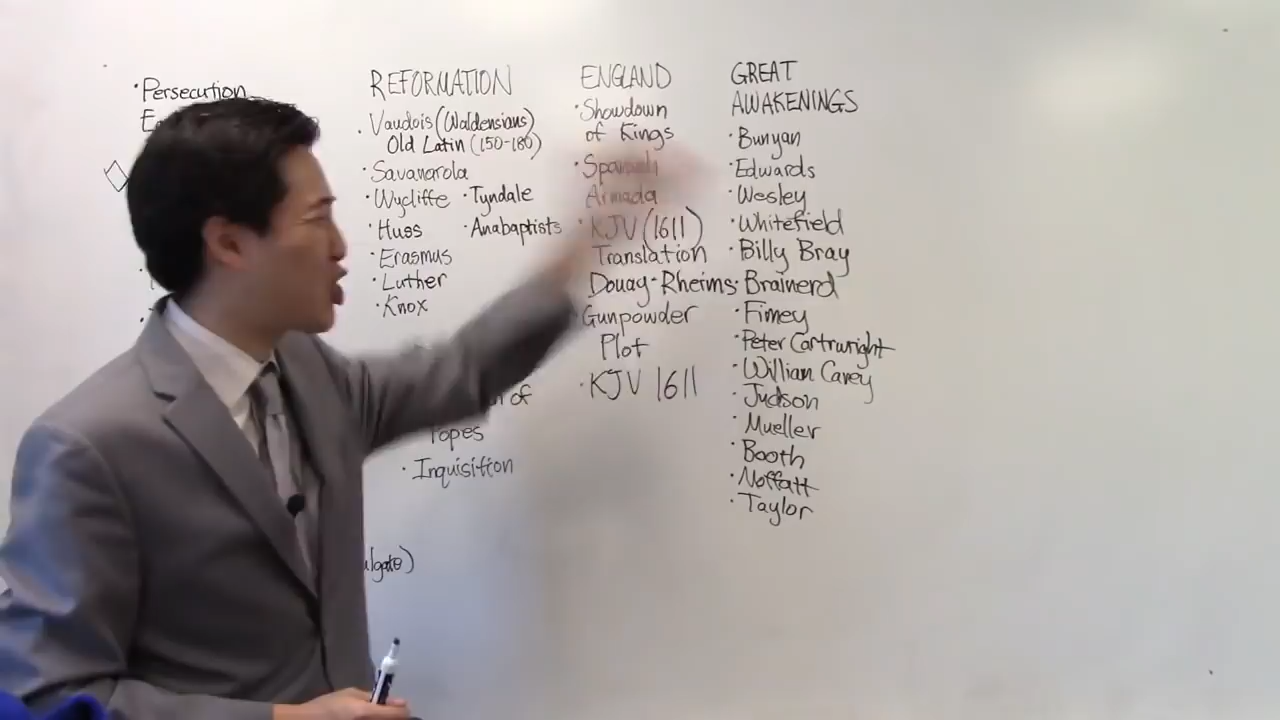 Persecution
REFORMATION
Vaudois (Waldensians)
Old Latin (150-180)
Savanarola
Wycliffe · Tyndale
Huss · Anabaptists
Erasmus
Luther
Knox
of
Popes
Inquisition
ulgate)
ENGLAND
Showdown
of Kings
Spanish
Armada
KJV (1611)
Translation
Douay-Rheims
Gunpowder
Plot
KJV 1611
GREAT
AWAKENINGS
Bunyan
Edwards
Wesley
Whitefield
Billy Bray
Brainerd
Finney
Peter Cartwright
William Carey
Judson
Mueller
Booth
Moffatt
Taylor